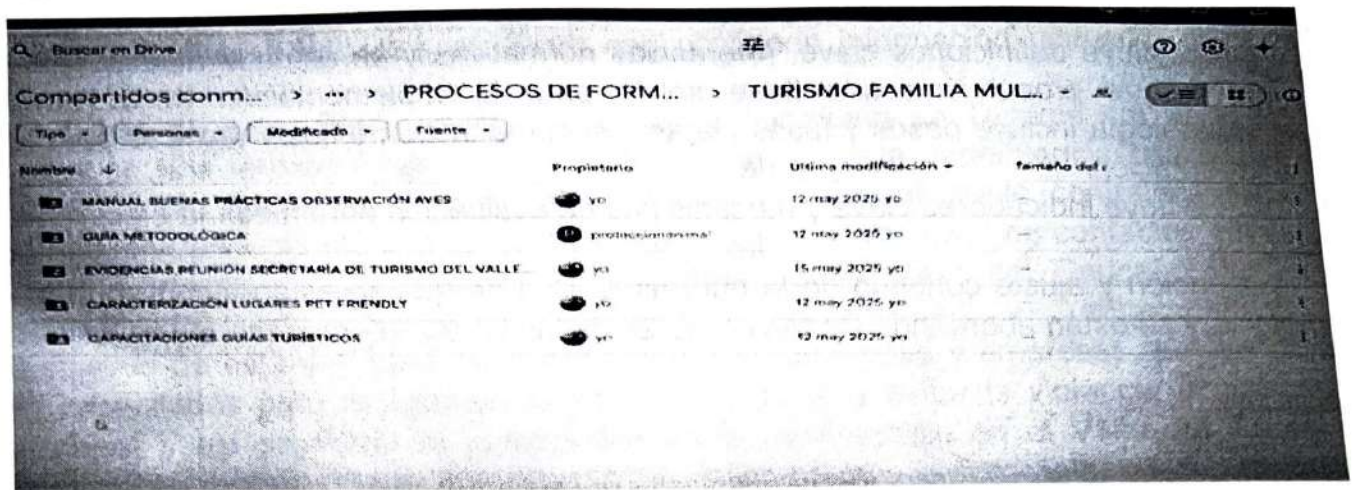 Buscar en Drive
Compartidos conm... > ... > PROCESOS DE FORM... > TURISMO FAMILIA MUL...
Tipo Personas Modificado Fuente
Nombre Propietario Última modificación Tamaño del
MANUAL BUENAS PRÁCTICAS OBSERVACIÓN AVES yo 12 may 2025 yo
GUÍA METODOLÓGICA produccionanimal 12 may 2025 yo
EVIDENCIAS REUNIÓN SECRETARÍA DE TURISMO DEL VALLE... yo 15 may 2025 yo
CARACTERIZACIÓN LUGARES PET FRIENDLY yo 12 may 2025 yo
CAPACITACIONES GUÍAS TURÍSTICOS yo 12 may 2025 yo